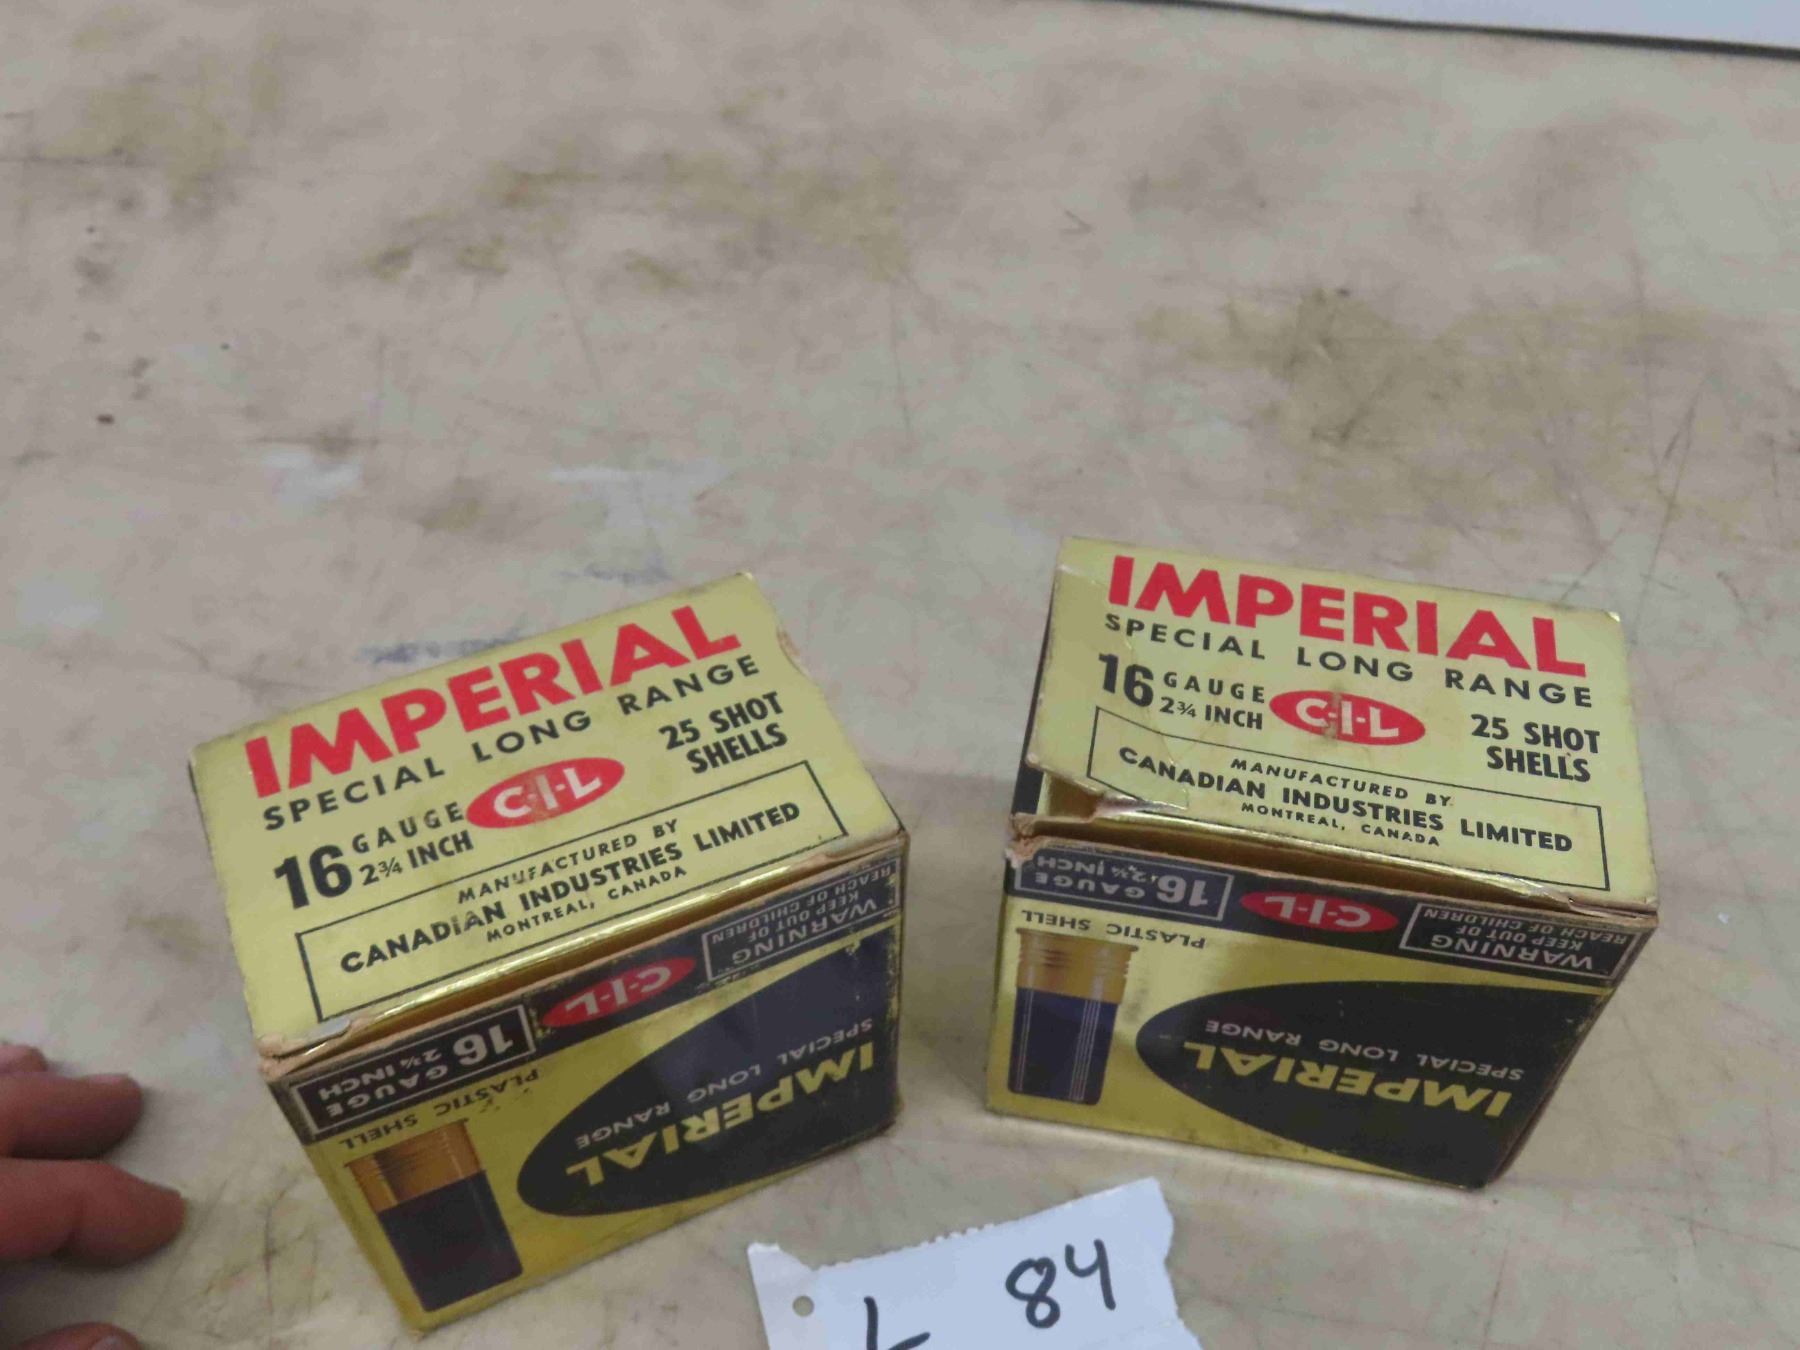 IMPERIAL
SPECIAL LONG RANGE
16 GAUGE
2¾ INCH
C-I-L
25 SHOT
SHELLS
MANUFACTURED BY
CANADIAN INDUSTRIES LIMITED
MONTREAL, CANADA
16 GAUGE
2¾ INCH
C-I-L
WARNING
KEEP OUT OF
REACH OF CHILDREN
PLASTIC SHELL
IMPERIAL
SPECIAL LONG RANGE
IMPERIAL
SPECIAL LONG RANGE
16 GAUGE
2¾ INCH
C-I-L
25 SHOT
SHELLS
MANUFACTURED BY
CANADIAN INDUSTRIES LIMITED
MONTREAL, CANADA
16 GAUGE
2¾ INCH
C-I-L
WARNING
KEEP OUT OF
REACH OF CHILDREN
PLASTIC SHELL
IMPERIAL
SPECIAL LONG RANGE
L 84